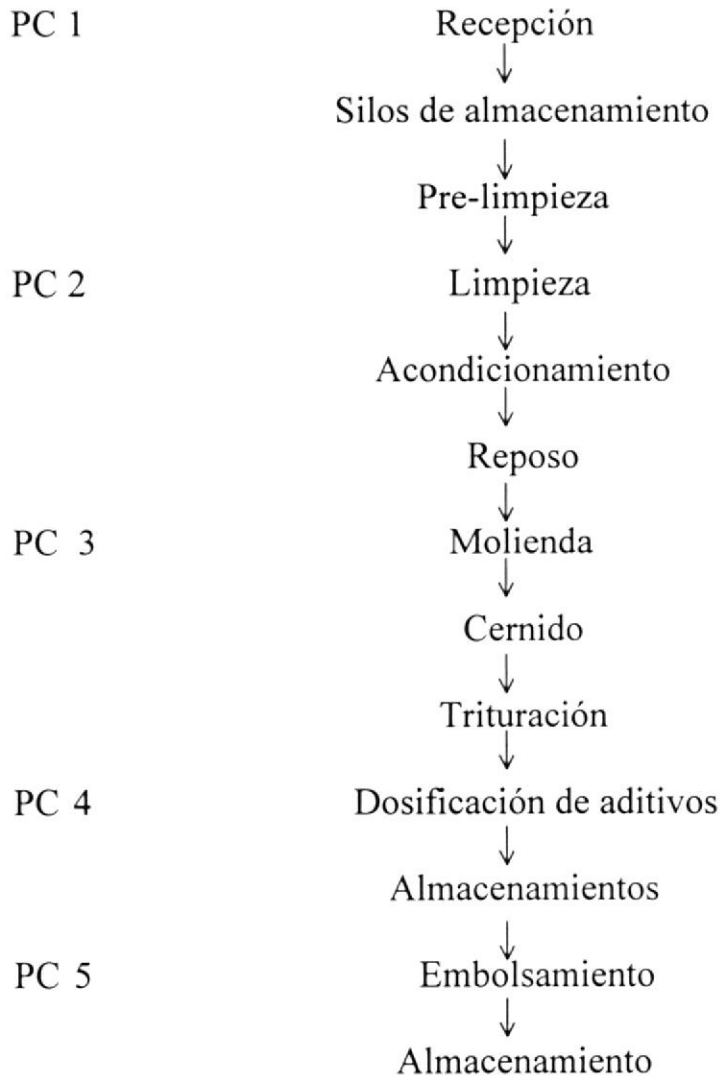 PC 1 Recepción
Silos de almacenamiento
Pre-limpieza
PC 2 Limpieza
Acondicionamiento
Reposo
PC 3 Molienda
Cernido
Trituración
PC 4 Dosificación de aditivos
Almacenamientos
PC 5 Embolsamiento
Almacenamiento